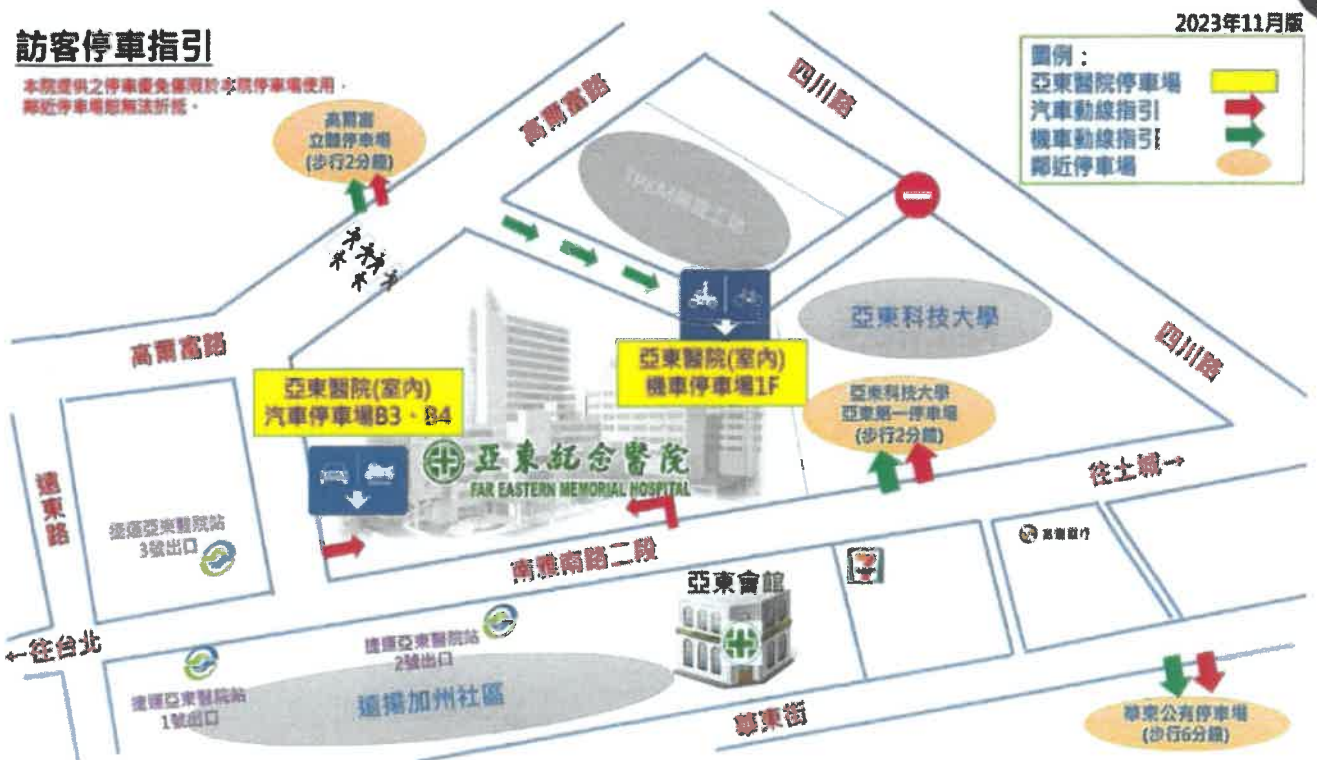 訪客停車指引
2023年11月版
本院提供之停車優免僅限於本院停車場使用，
鄰近停車場恕無法折抵。
圖例：
亞東醫院停車場
汽車動線指引
機車動線指引
鄰近停車場
高爾富
立體停車場
(步行2分鐘)
高爾富路
四川路
亞東科技大學
四川路
高爾富路
亞東醫院(室內)
機車停車場1F
亞東醫院(室內)
汽車停車場B3、B4
亞東科技大學
亞東第一停車場
(步行2分鐘)
亞東紀念醫院
FAR EASTERN MEMORIAL HOSPITAL
往土城→
遠東路
捷運亞東醫院站
3號出口
南雅南路二段
亞東會館
←往台北
捷運亞東醫院站
2號出口
捷運亞東醫院站
1號出口
遠揚加州社區
華東街
華東公有停車場
(步行6分鐘)